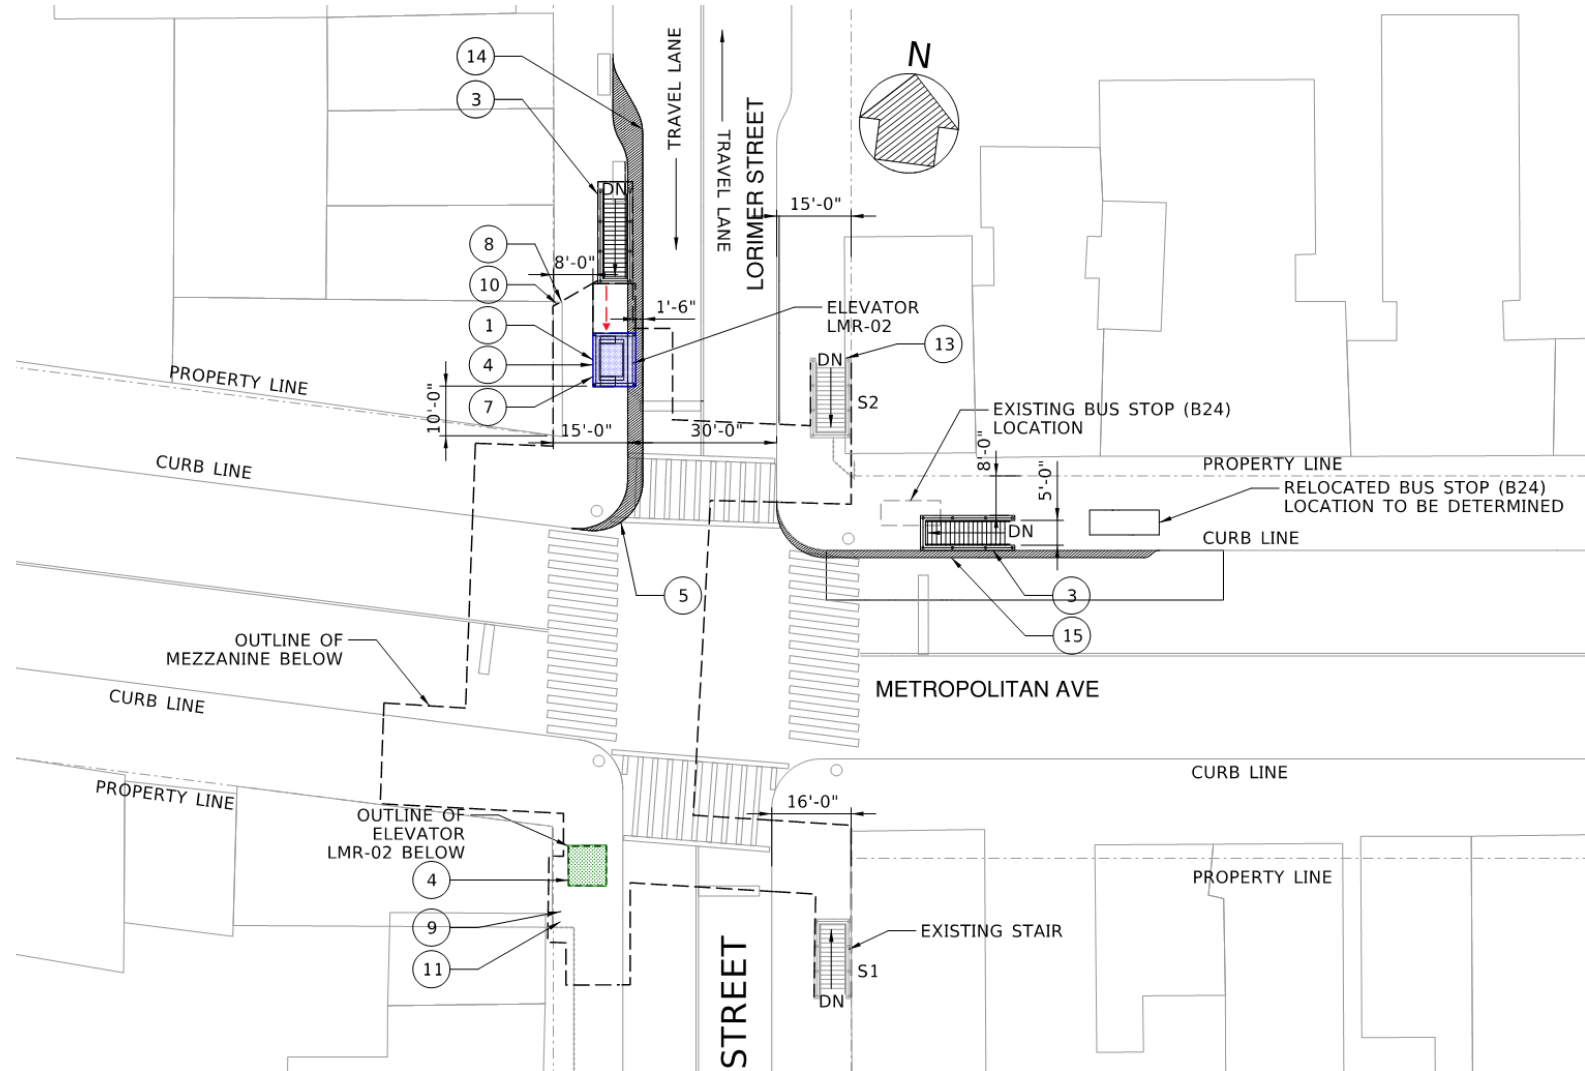 N
14
3
TRAVEL LANE
TRAVEL LANE
LORIMER STREET
DN
15'-0"
8
8'-0"
10
1'-6"
ELEVATOR
LMR-02
1
13
4
DN
PROPERTY LINE
7
10'-0"
S2
EXISTING BUS STOP (B24)
LOCATION
15'-0"
30'-0"
8'-0"
5'-0"
CURB LINE
PROPERTY LINE
RELOCATED BUS STOP (B24)
LOCATION TO BE DETERMINED
DN
CURB LINE
5
3
15
OUTLINE OF
MEZZANINE BELOW
METROPOLITAN AVE
CURB LINE
CURB LINE
PROPERTY LINE
16'-0"
OUTLINE OF
ELEVATOR
LMR-02 BELOW
4
PROPERTY LINE
9
EXISTING STAIR
11
S1
DN
STREET